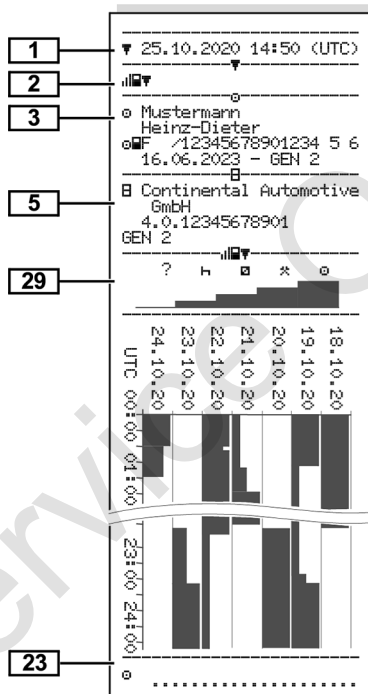 1
▼ 25.10.2020 14:50 (UTC)
2
3
Mustermann
Heinz-Dieter
F /12345678901234 5 6
16.06.2023 - GEN 2
5
Continental Automotive
GmbH
4.0.12345678901
GEN 2
29
?
18.10.20
19.10.20
20.10.20
21.10.20
22.10.20
23.10.20
24.10.20
UTC 00:00 01:00 23:00 24:00
23
Service